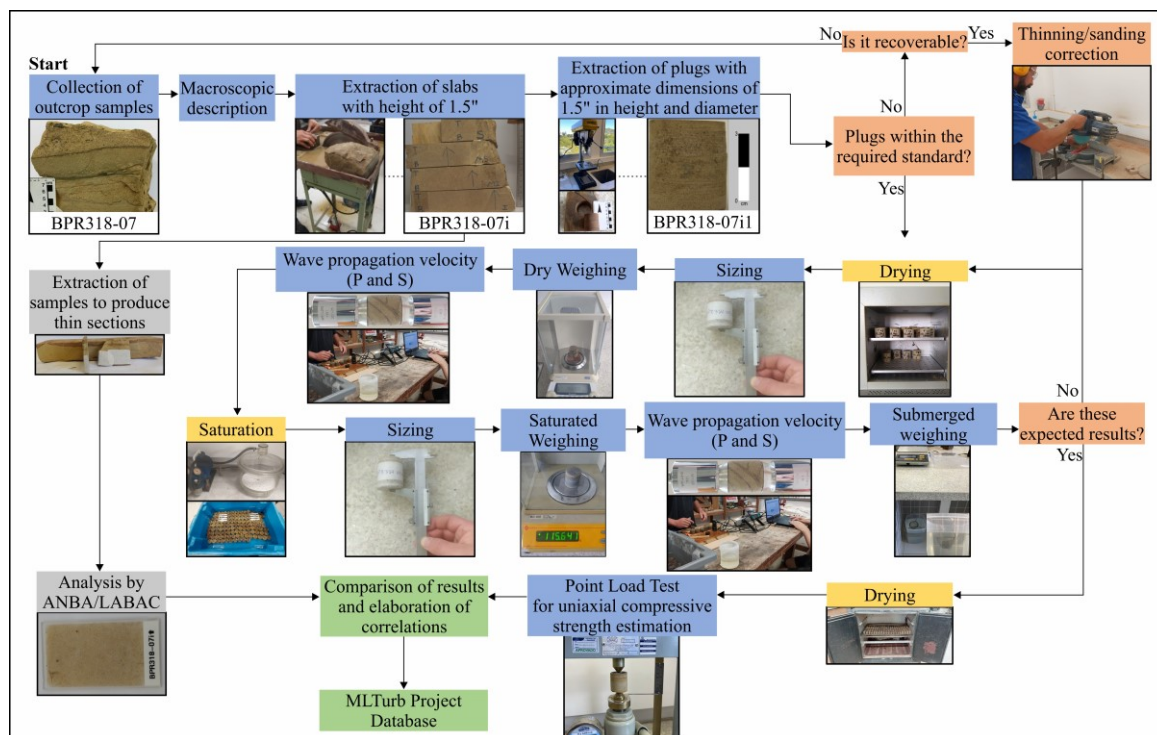 No
Is it recoverable?
Yes
Thinning/sanding
correction
Start
Collection of
outcrop samples
Macroscopic
description
Extraction of slabs
with height of 1.5"
Extraction of plugs with
approximate dimensions of
1.5" in height and diameter
No
Plugs within the
required standard?
Yes
BPR318-07
BPR318-07i
BPR318-07i1
Extraction of
samples to produce
thin sections
Wave propagation velocity
(P and S)
Dry Weighing
Sizing
Drying
No
Saturation
Sizing
Saturated
Weighing
Wave propagation velocity
(P and S)
Submerged
weighing
Are these
expected results?
Yes
Analysis by
ANBA/LABAC
BPR318-07i9
Comparison of results
and elaboration of
correlations
Point Load Test
for uniaxial compressive
strength estimation
Drying
MLTurb Project
Database